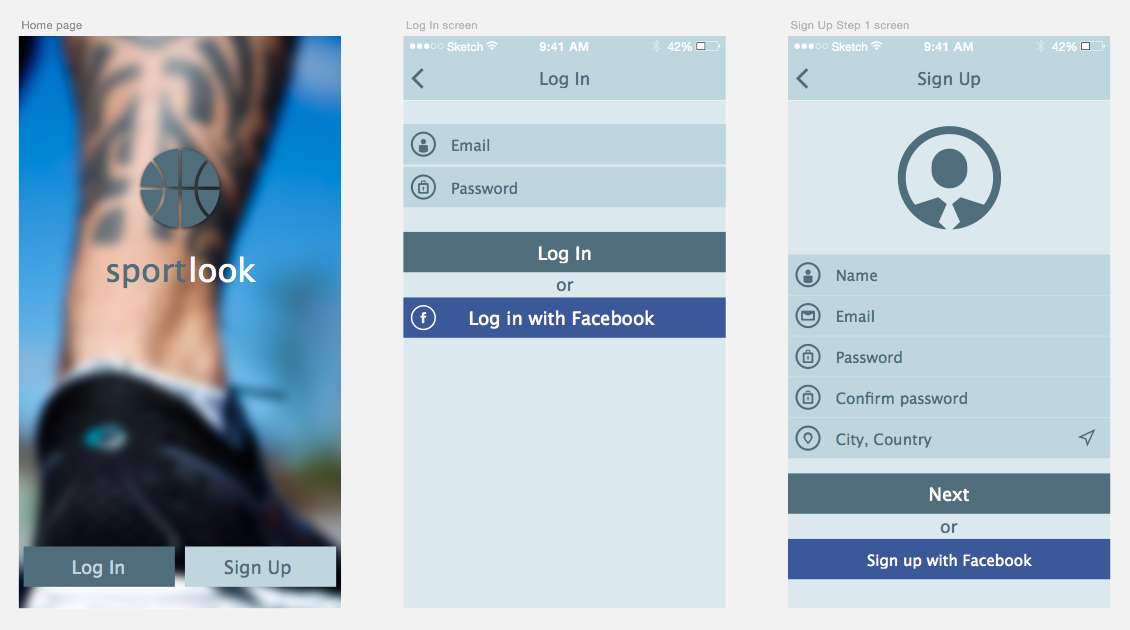 Home page
sportlook
Log In
Sign Up
Log In screen
Sketch 9:41 AM 42%
Log In
Email
Password
Log In
or
f Log in with Facebook
Sign Up Step 1 screen
Sketch 9:41 AM 42%
Sign Up
Name
Email
Password
Confirm password
City, Country
Next
or
Sign up with Facebook